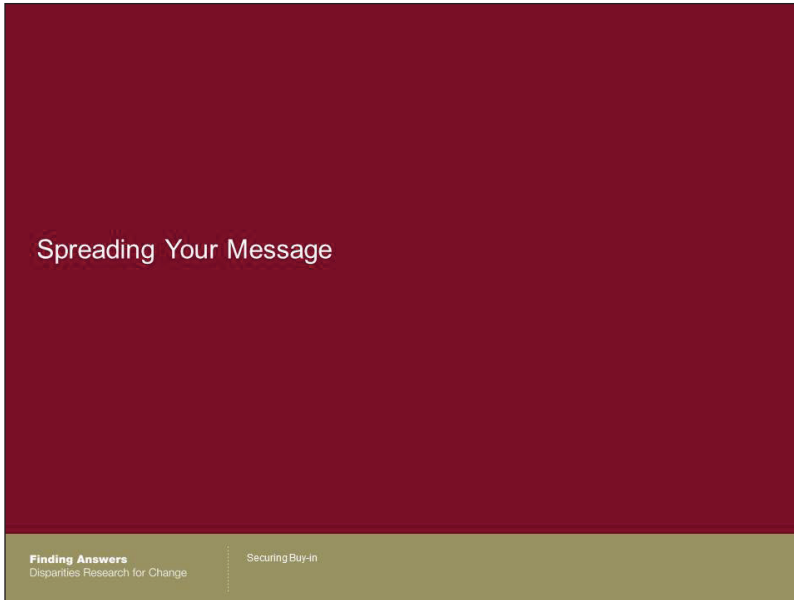 Spreading Your Message
Finding Answers
Disparities Research for Change
Securing Buy-in